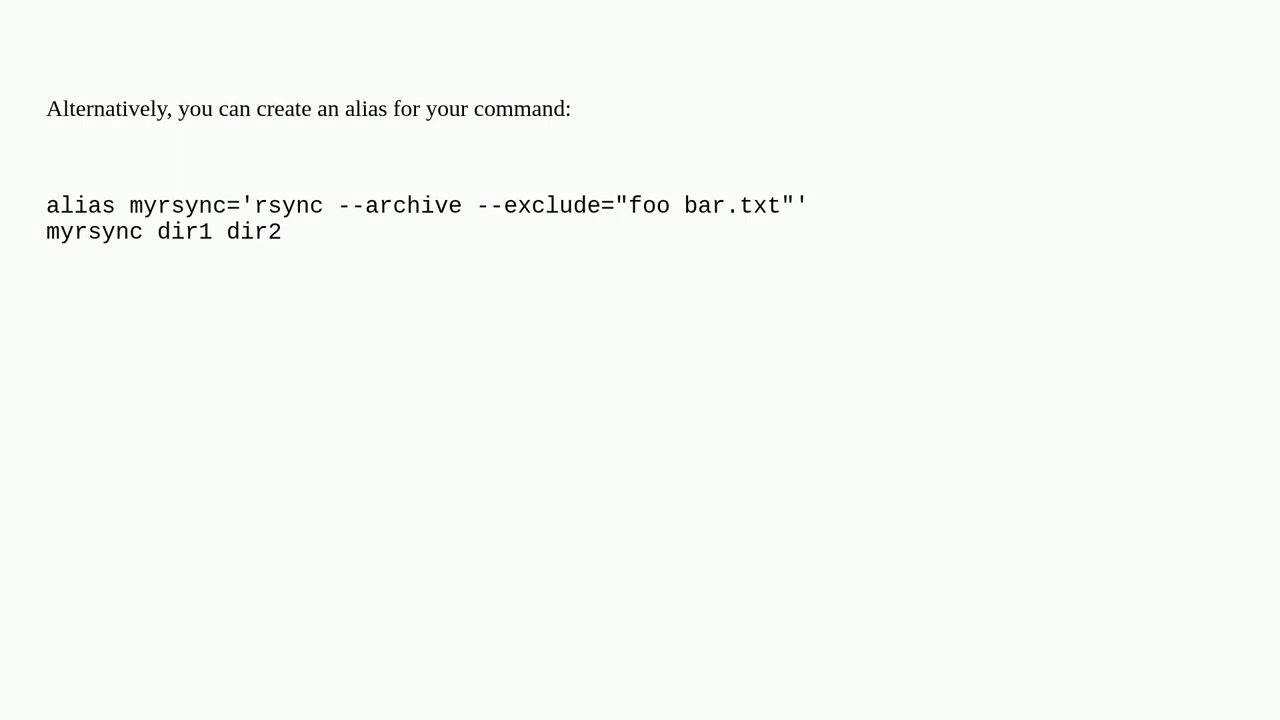 Alternatively, you can create an alias for your command:
alias myrsync='rsync --archive --exclude="foo bar.txt"'
myrsync dir1 dir2